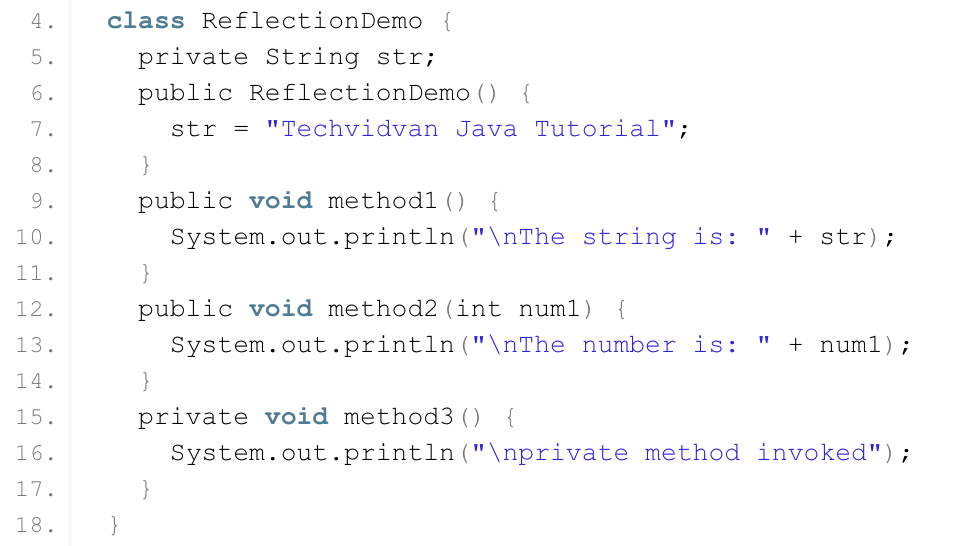 4. class ReflectionDemo {
5. private String str;
6. public ReflectionDemo() {
7. str = "Techvidvan Java Tutorial";
8. }
9. public void method1() {
10. System.out.println("\nThe string is: " + str);
11. }
12. public void method2(int num1) {
13. System.out.println("\nThe number is: " + num1);
14. }
15. private void method3() {
16. System.out.println("\nprivate method invoked");
17. }
18. }